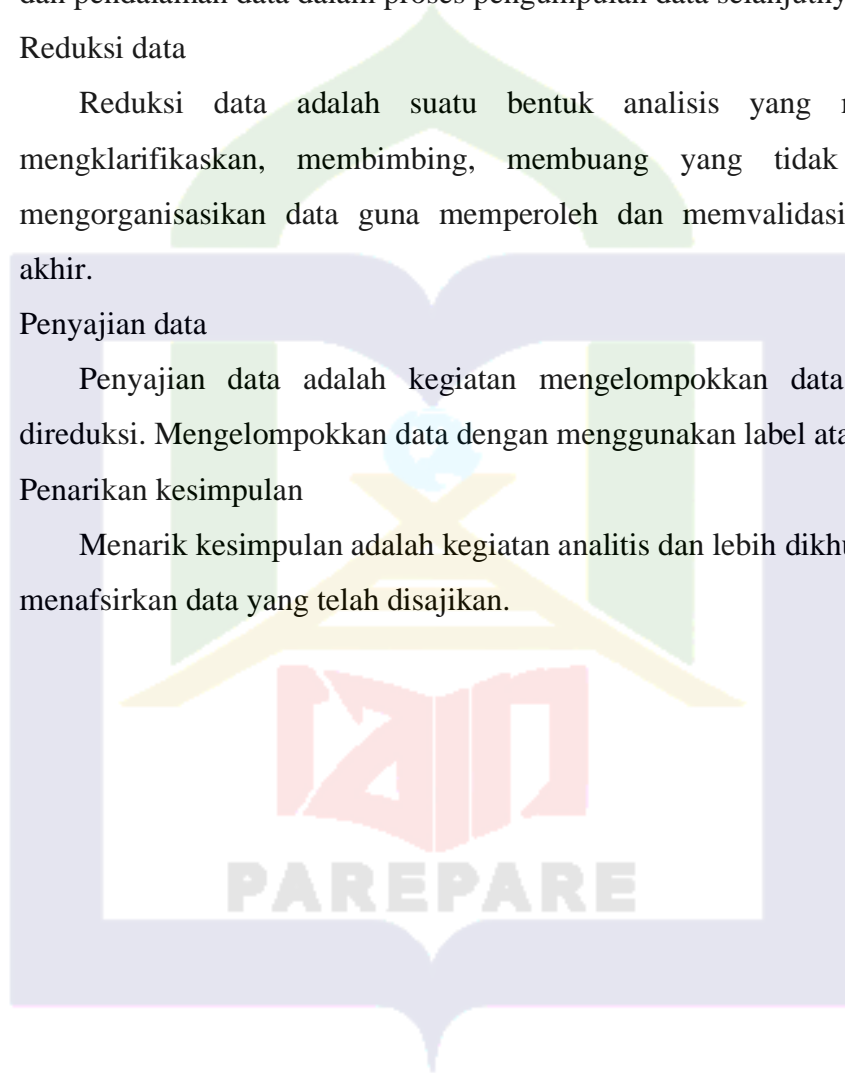 dan pendalaman data dalam proses pengumpulan data
Reduksi data
Reduksi data adalah suatu bentuk analisis yang
mengklarifikaskan, membimbing, membuang yang tidak
mengorganisasikan data guna memperoleh dan memvalidasi
akhir.
Penyajian data
Penyajian data adalah kegiatan mengelompokkan data
direduksi. Mengelompokkan data dengan menggunakan label
Penarikan kesimpulan
Menarik kesimpulan adalah kegiatan analitis dan lebih
menafsirkan data yang telah disajikan.
PAREPARE